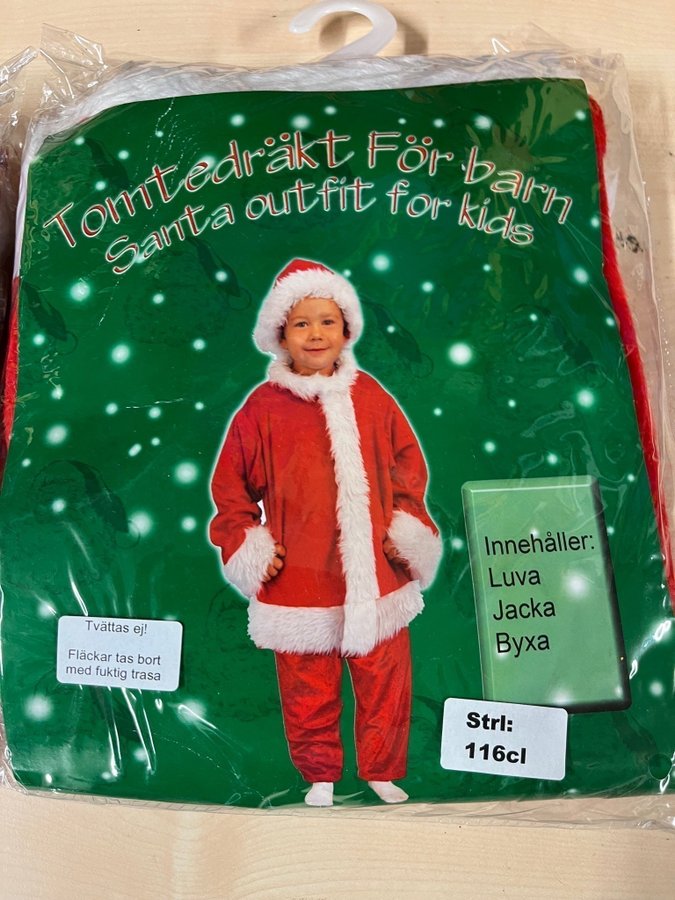 Tomtedräkt För barn
Santa outfit for kids
Innehåller:
Luva
Jacka
Byxa
Tvättas ej!
Fläckar tas bort
med fuktig trasa
Strl:
116cl